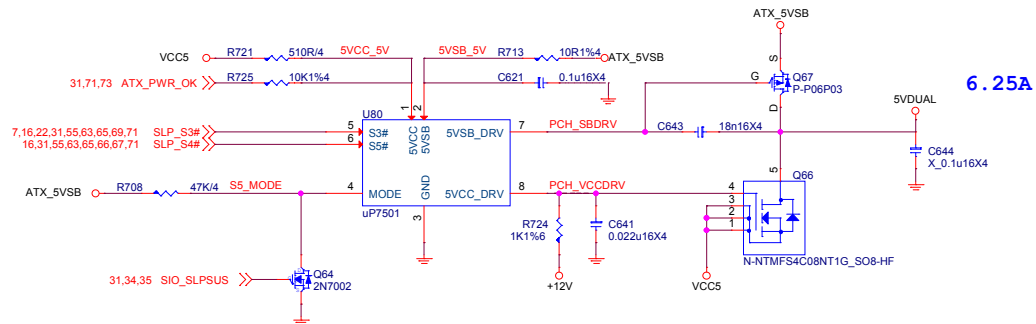 ATX_5VSB
VCC5 R721 510R/4 5VCC_5V 5VSB_5V R713 10R1%4 ATX_5VSB
31,71,73 ATX_PWR_OK R725 10K1%4 C621 0.1u16X4
S
G Q67
P-P06P03
D
6.25A
5VDUAL
1 2
U80
7,16,22,31,55,63,65,69,71 SLP_S3# 5 S3# 5VCC 5VSB 5VSB_DRV 7 PCH_SBDRV C643 18n16X4
16,31,55,63,65,66,67,71 SLP_S4# 6 S5#
C644
X_0.1u16X4
5
Q66
ATX_5VSB R708 47K/4 S5_MODE 4 MODE GND 5VCC_DRV 8 PCH_VCCDRV 4
uP7501
3
3
2
1
R724
1K1%6
C641
0.022u16X4
N-NTMFS4C08NT1G_SO8-HF
31,34,35 SIO_SLPSUS Q64
2N7002
+12V
VCC5